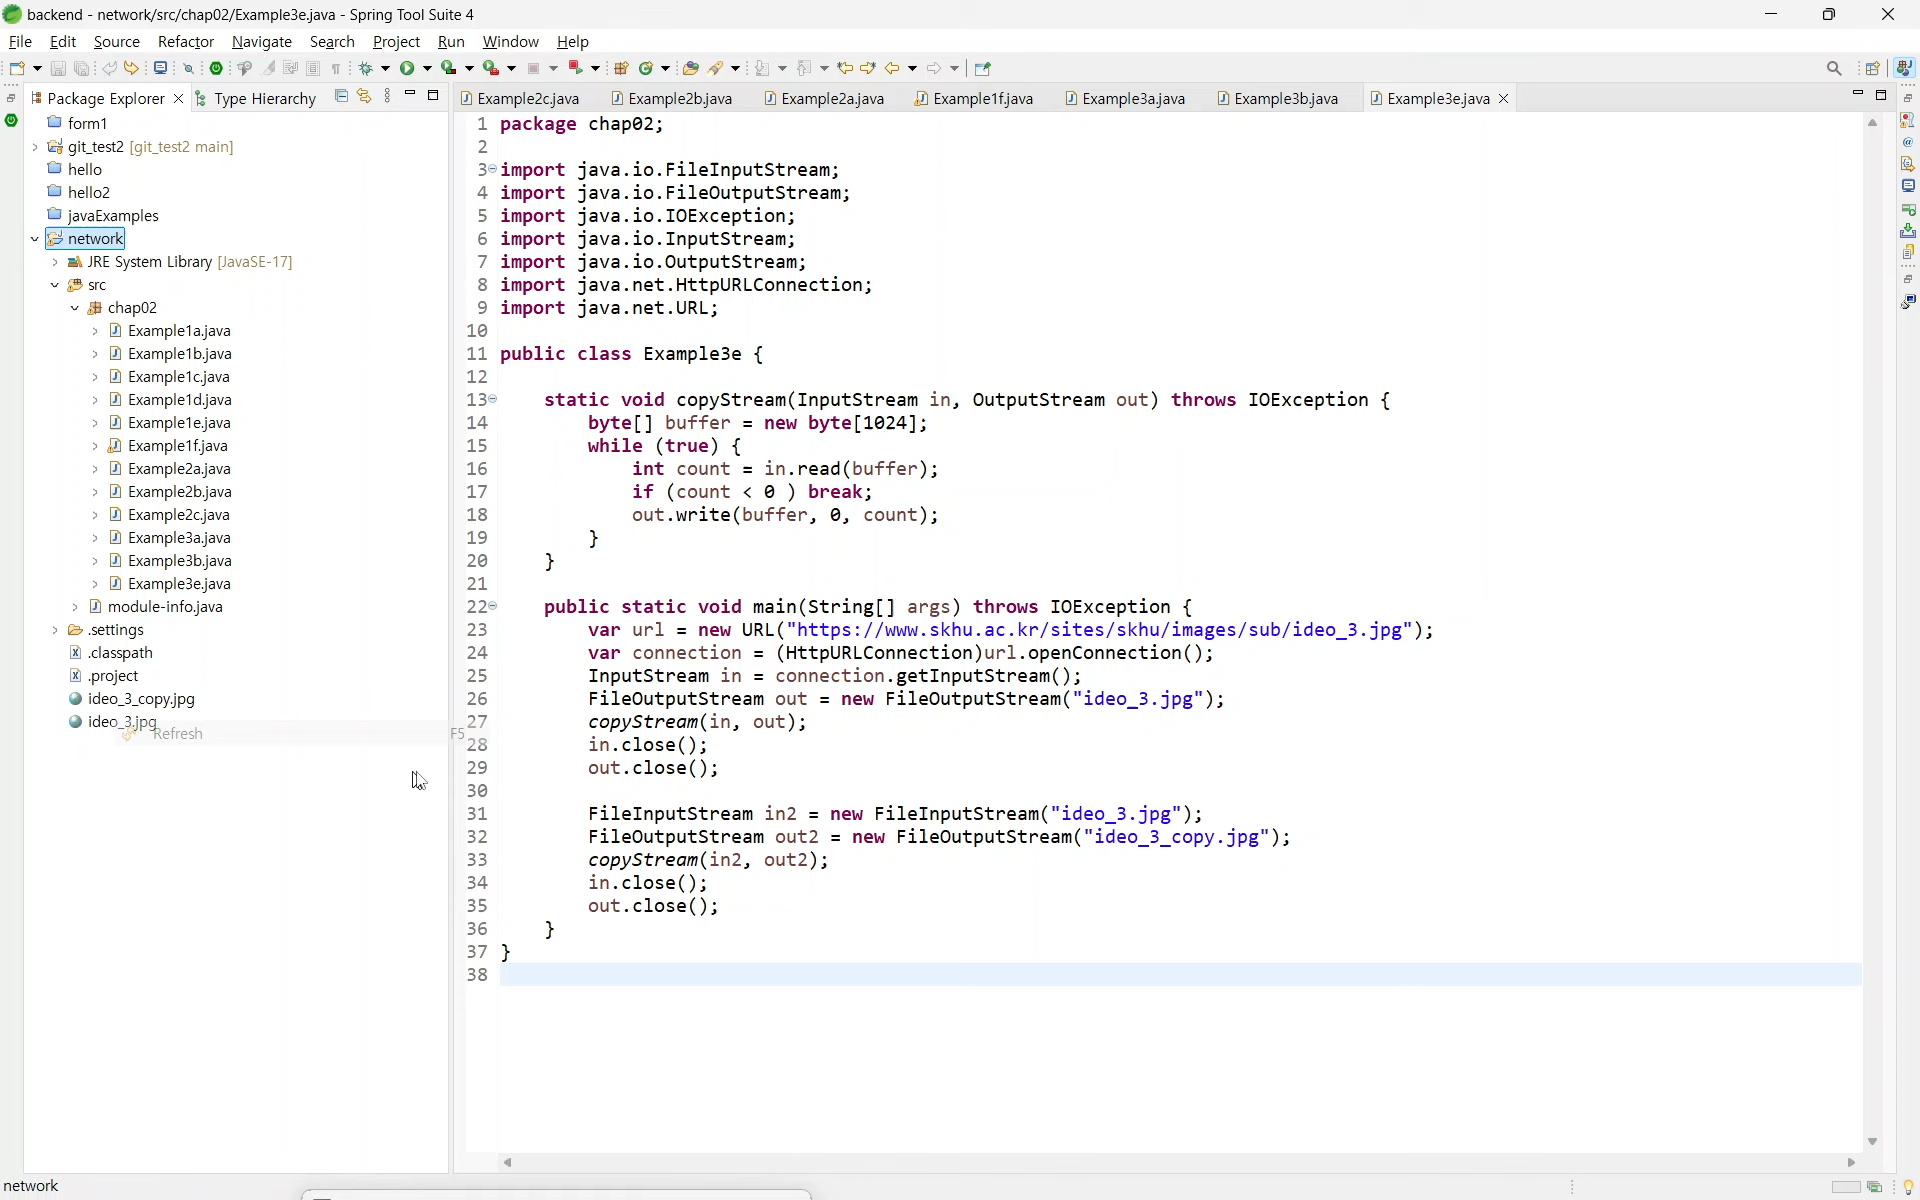 backend - network/src/chap02/Example3e.java - Spring Tool Suite 4
File Edit Source Refactor Navigate Search Project Run Window Help
Package Explorer Type Hierarchy
Example2c.java Example2b.java Example2a.java Example1f.java Example3a.java Example3b.java Example3e.java
form1
git_test2 [git_test2 main]
hello
hello2
javaExamples
network
JRE System Library [JavaSE-17]
src
chap02
Example1a.java
Example1b.java
Example1c.java
Example1d.java
Example1e.java
Example1f.java
Example2a.java
Example2b.java
Example2c.java
Example3a.java
Example3b.java
Example3e.java
module-info.java
.settings
.classpath
.project
ideo_3_copy.jpg
ideo_3.jpg
Refresh F5
1 package chap02;
2
3 import java.io.FileInputStream;
4 import java.io.FileOutputStream;
5 import java.io.IOException;
6 import java.io.InputStream;
7 import java.io.OutputStream;
8 import java.net.HttpURLConnection;
9 import java.net.URL;
10
11 public class Example3e {
12
13 static void copyStream(InputStream in, OutputStream out) throws IOException {
14 byte[] buffer = new byte[1024];
15 while (true) {
16 int count = in.read(buffer);
17 if (count < 0 ) break;
18 out.write(buffer, 0, count);
19 }
20 }
21
22 public static void main(String[] args) throws IOException {
23 var url = new URL("https://www.skhu.ac.kr/sites/skhu/images/sub/ideo_3.jpg");
24 var connection = (HttpURLConnection)url.openConnection();
25 InputStream in = connection.getInputStream();
26 FileOutputStream out = new FileOutputStream("ideo_3.jpg");
27 copyStream(in, out);
28 in.close();
29 out.close();
30
31 FileInputStream in2 = new FileInputStream("ideo_3.jpg");
32 FileOutputStream out2 = new FileOutputStream("ideo_3_copy.jpg");
33 copyStream(in2, out2);
34 in.close();
35 out.close();
36 }
37 }
38
network